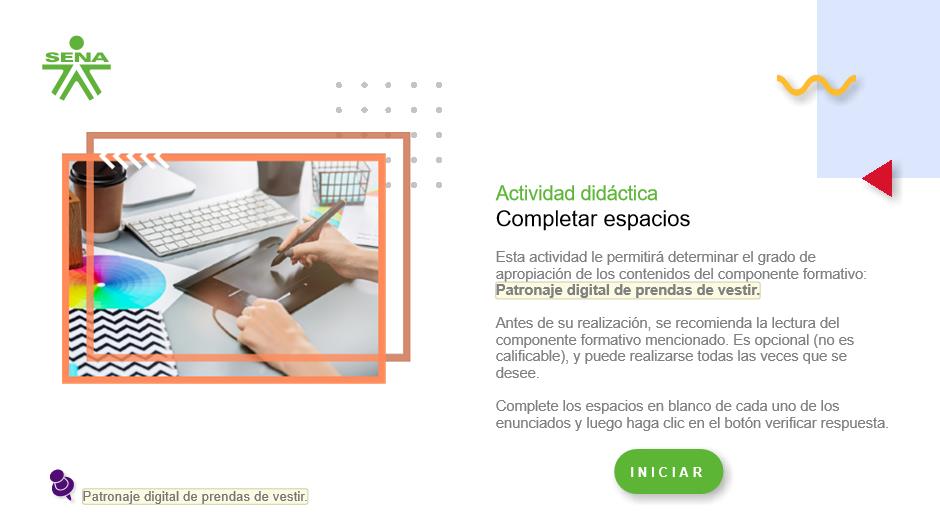 SENA
Actividad didáctica
Completar espacios
Esta actividad le permitirá determinar el grado de
apropiación de los contenidos del componente formativo:
Patronaje digital de prendas de vestir.
Antes de su realización, se recomienda la lectura del
componente formativo mencionado. Es opcional (no es
calificable), y puede realizarse todas las veces que se
desee.
Complete los espacios en blanco de cada uno de los
enunciados y luego haga clic en el botón verificar respuesta.
INICIAR
Patronaje digital de prendas de vestir.